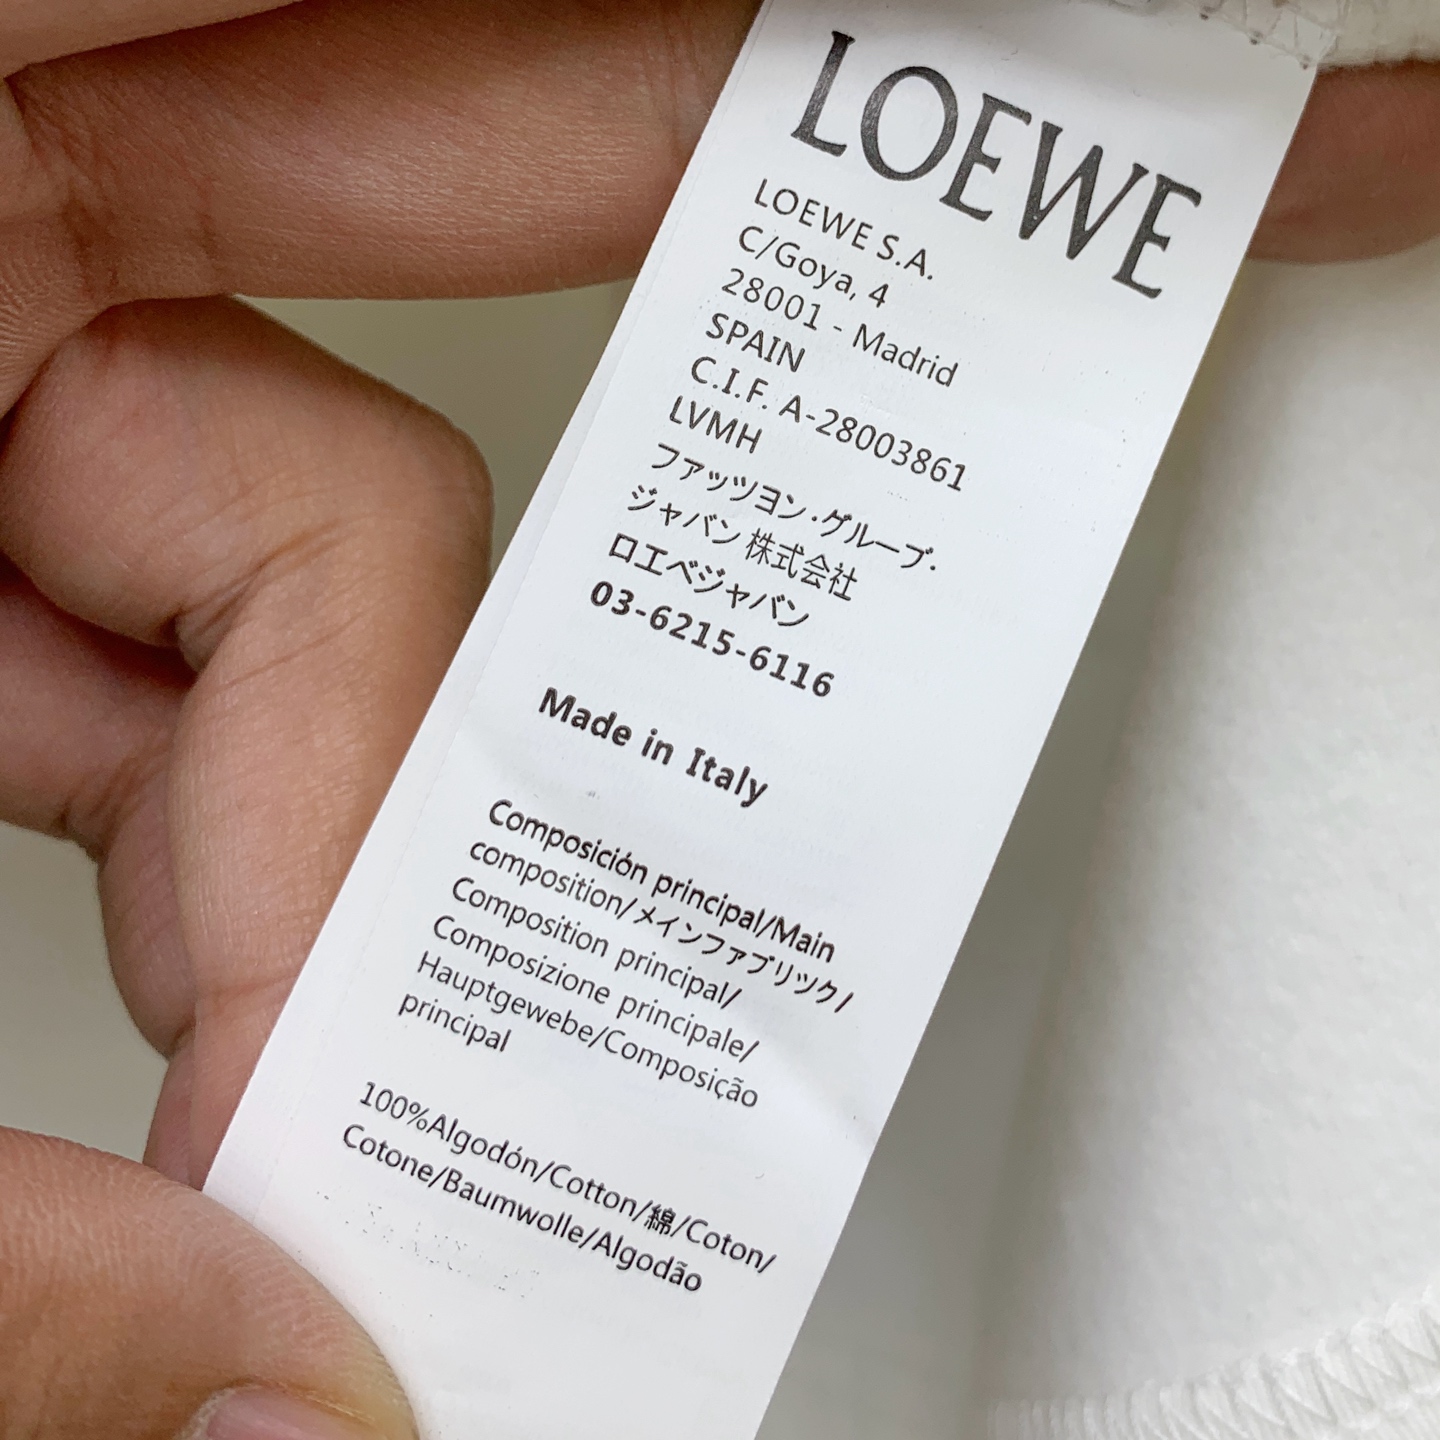 LOEWE
LOEWE S.A.
C/Goya, 4
28001 - Madrid
SPAIN
C.I.F. A-28003861
LVMH
ファッツヨン・グループ・
ジャバン 株式会社
ロエベジャバン
03-6215-6116
Made in Italy
Composición principal/Main
composition/メインファブリツク/
Composition principal/
Composizione principale/
Hauptgewebe/Composição
principal
100%Algodón/Cotton/綿/Coton/
Cotone/Baumwolle/Algodão